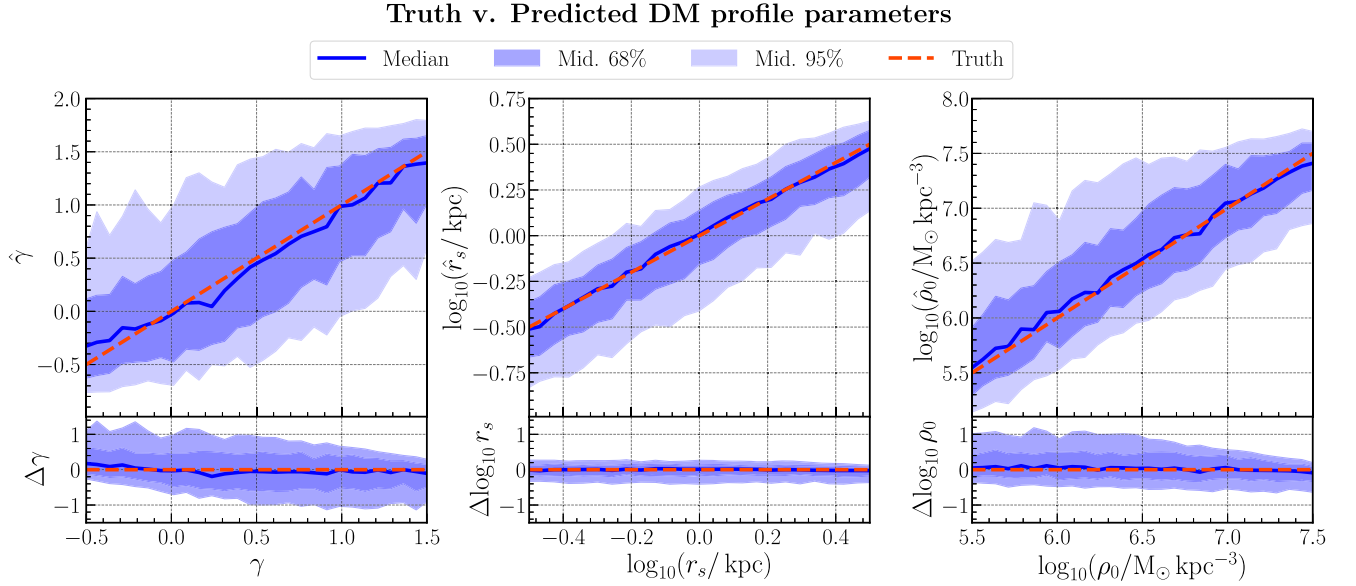 Truth v. Predicted DM profile parameters
Median Mid. 68% Mid. 95% Truth
2.0
1.5
1.0
0.5
0.0
−0.5
γ̂
1
0
−1
Δγ
−0.5 0.0 0.5 1.0 1.5
γ
0.75
0.50
0.25
0.00
−0.25
−0.50
−0.75
log₁₀(r̂ₛ/ kpc)
1
0
−1
Δlog₁₀ rₛ
−0.4 −0.2 0.0 0.2 0.4
log₁₀(rₛ/ kpc)
8.0
7.5
7.0
6.5
6.0
5.5
log₁₀(ρ̂₀/M⊙ kpc⁻³)
1
0
−1
Δlog₁₀ ρ₀
5.5 6.0 6.5 7.0 7.5
log₁₀(ρ₀/M⊙ kpc⁻³)